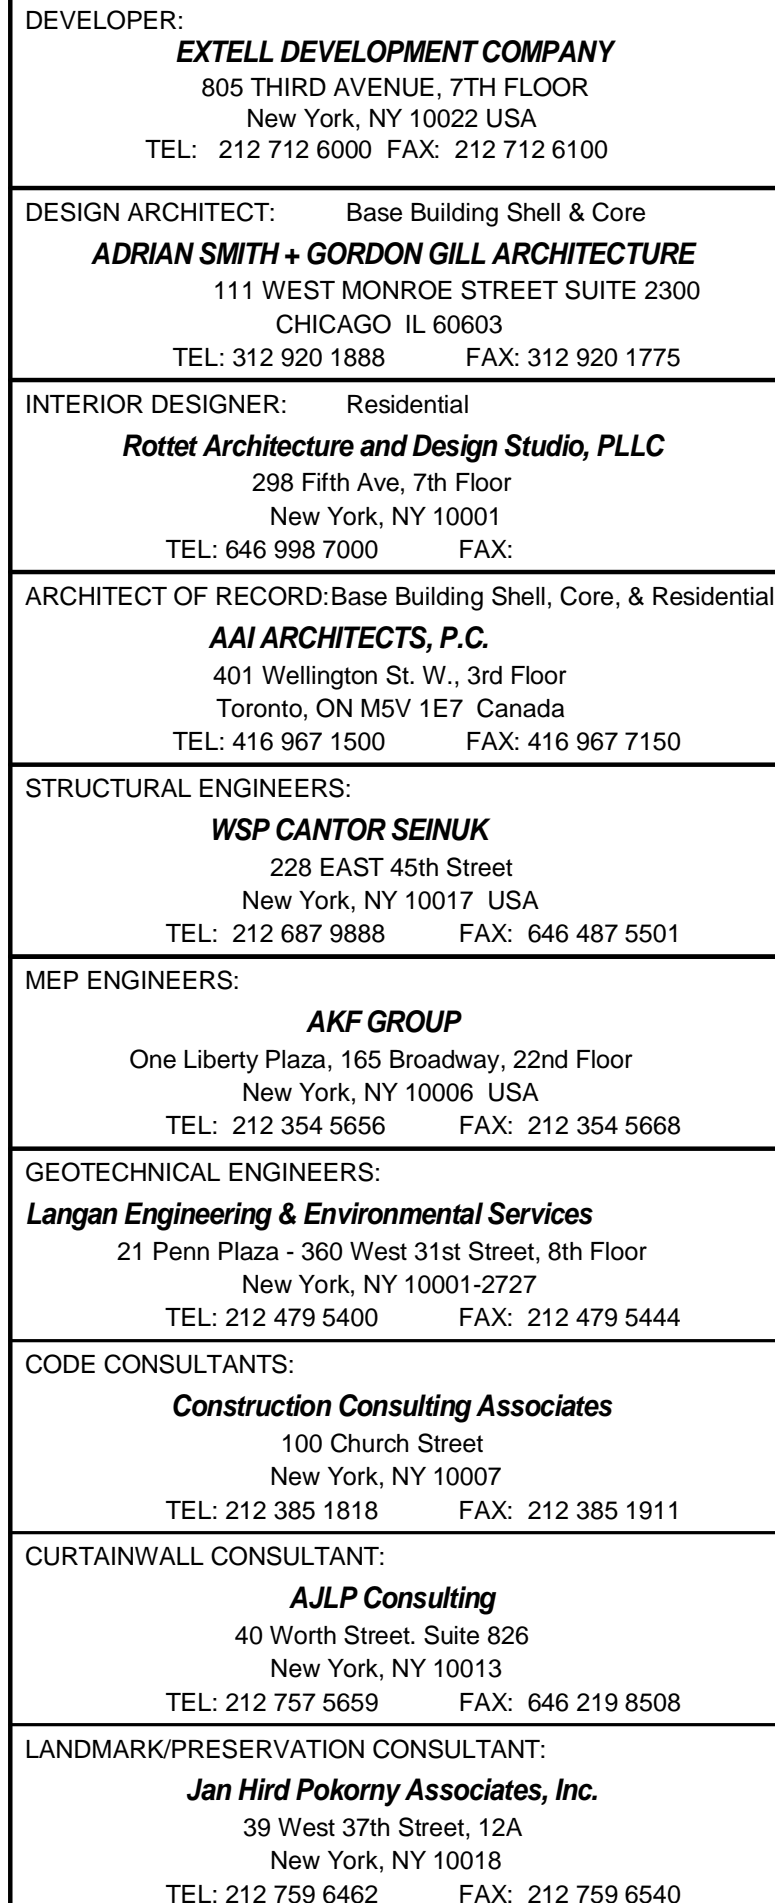 DEVELOPER:
EXTELL DEVELOPMENT COMPANY
805 THIRD AVENUE, 7TH FLOOR
New York, NY 10022 USA
TEL: 212 712 6000 FAX: 212 712 6100
DESIGN ARCHITECT: Base Building Shell & Core
ADRIAN SMITH + GORDON GILL ARCHITECTURE
111 WEST MONROE STREET SUITE 2300
CHICAGO IL 60603
TEL: 312 920 1888 FAX: 312 920 1775
INTERIOR DESIGNER: Residential
Rottet Architecture and Design Studio, PLLC
298 Fifth Ave, 7th Floor
New York, NY 10001
TEL: 646 998 7000 FAX:
ARCHITECT OF RECORD:Base Building Shell, Core, & Residential
AAI ARCHITECTS, P.C.
401 Wellington St. W., 3rd Floor
Toronto, ON M5V 1E7 Canada
TEL: 416 967 1500 FAX: 416 967 7150
STRUCTURAL ENGINEERS:
WSP CANTOR SEINUK
228 EAST 45th Street
New York, NY 10017 USA
TEL: 212 687 9888 FAX: 646 487 5501
MEP ENGINEERS:
AKF GROUP
One Liberty Plaza, 165 Broadway, 22nd Floor
New York, NY 10006 USA
TEL: 212 354 5656 FAX: 212 354 5668
GEOTECHNICAL ENGINEERS:
Langan Engineering & Environmental Services
21 Penn Plaza - 360 West 31st Street, 8th Floor
New York, NY 10001-2727
TEL: 212 479 5400 FAX: 212 479 5444
CODE CONSULTANTS:
Construction Consulting Associates
100 Church Street
New York, NY 10007
TEL: 212 385 1818 FAX: 212 385 1911
CURTAINWALL CONSULTANT:
AJLP Consulting
40 Worth Street. Suite 826
New York, NY 10013
TEL: 212 757 5659 FAX: 646 219 8508
LANDMARK/PRESERVATION CONSULTANT:
Jan Hird Pokorny Associates, Inc.
39 West 37th Street, 12A
New York, NY 10018
TEL: 212 759 6462 FAX: 212 759 6540